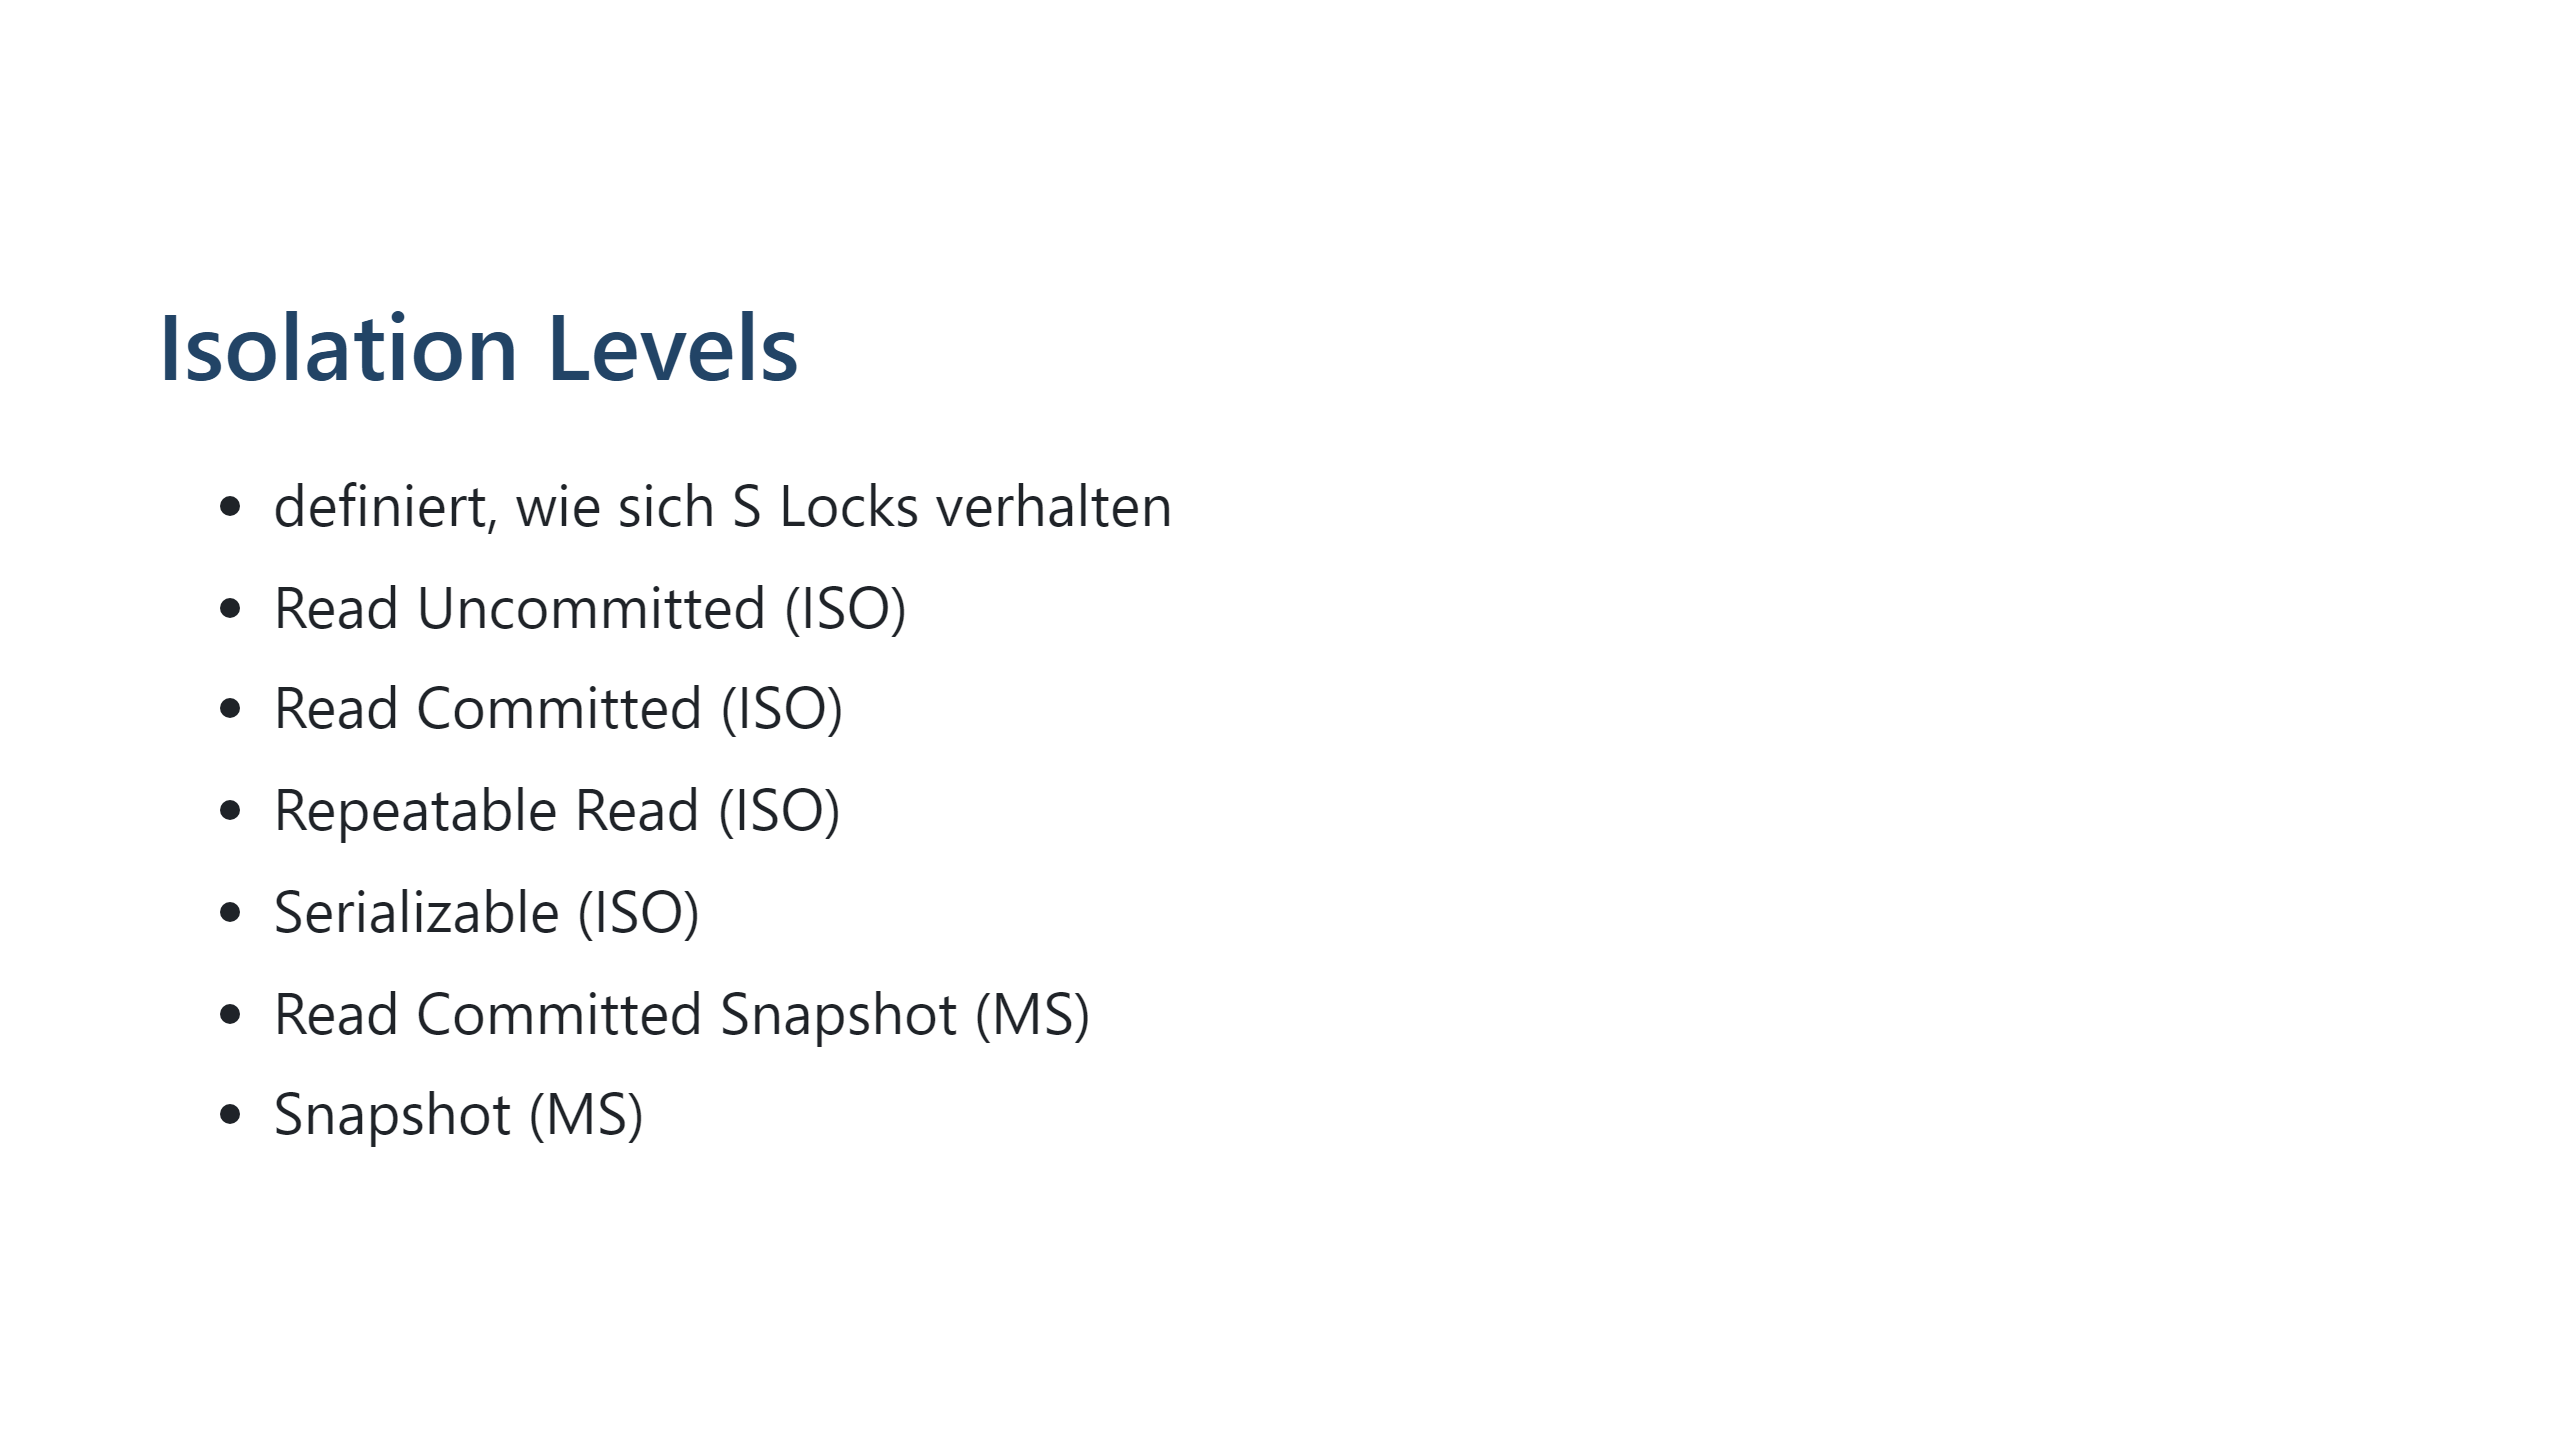 Isolation Levels
• definiert, wie sich S Locks verhalten
• Read Uncommitted (ISO)
• Read Committed (ISO)
• Repeatable Read (ISO)
• Serializable (ISO)
• Read Committed Snapshot (MS)
• Snapshot (MS)